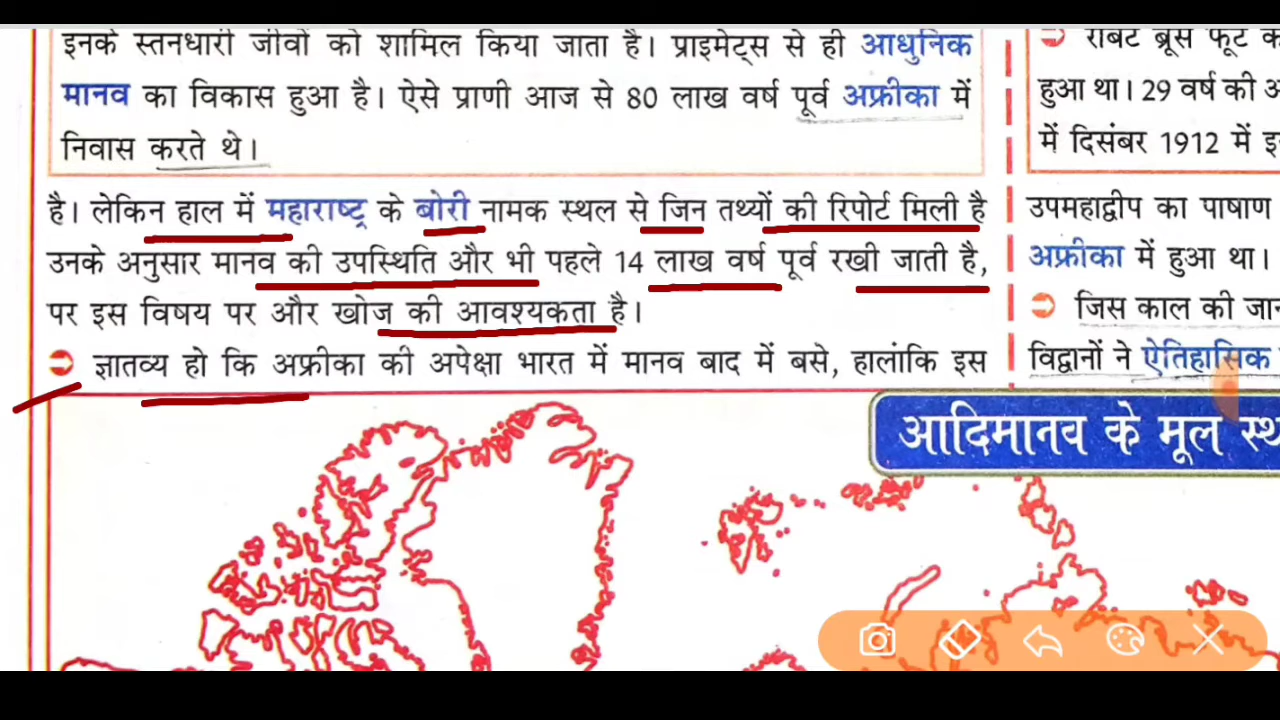 इनके स्तनधारी जीवों को शामिल किया जाता है। प्राइमेट्स से ही आधुनिक
मानव का विकास हुआ है। ऐसे प्राणी आज से 80 लाख वर्ष पूर्व अफ्रीका में
निवास करते थे।
है। लेकिन हाल में महाराष्ट्र के बोरी नामक स्थल से जिन तथ्यों की रिपोर्ट मिली है
उनके अनुसार मानव की उपस्थिति और भी पहले 14 लाख वर्ष पूर्व रखी जाती है,
पर इस विषय पर और खोज की आवश्यकता है।
ज्ञातव्य हो कि अफ्रीका की अपेक्षा भारत में मानव बाद में बसे, हालांकि इस
रॉबर्ट ब्रूस फूट
हुआ था। 29 वर्ष की
में दिसंबर 1912 में
उपमहाद्वीप का पाषाण
अफ्रीका में हुआ था।
जिस काल की
विद्वानों ने ऐतिहासिक
आदिमानव के मूल